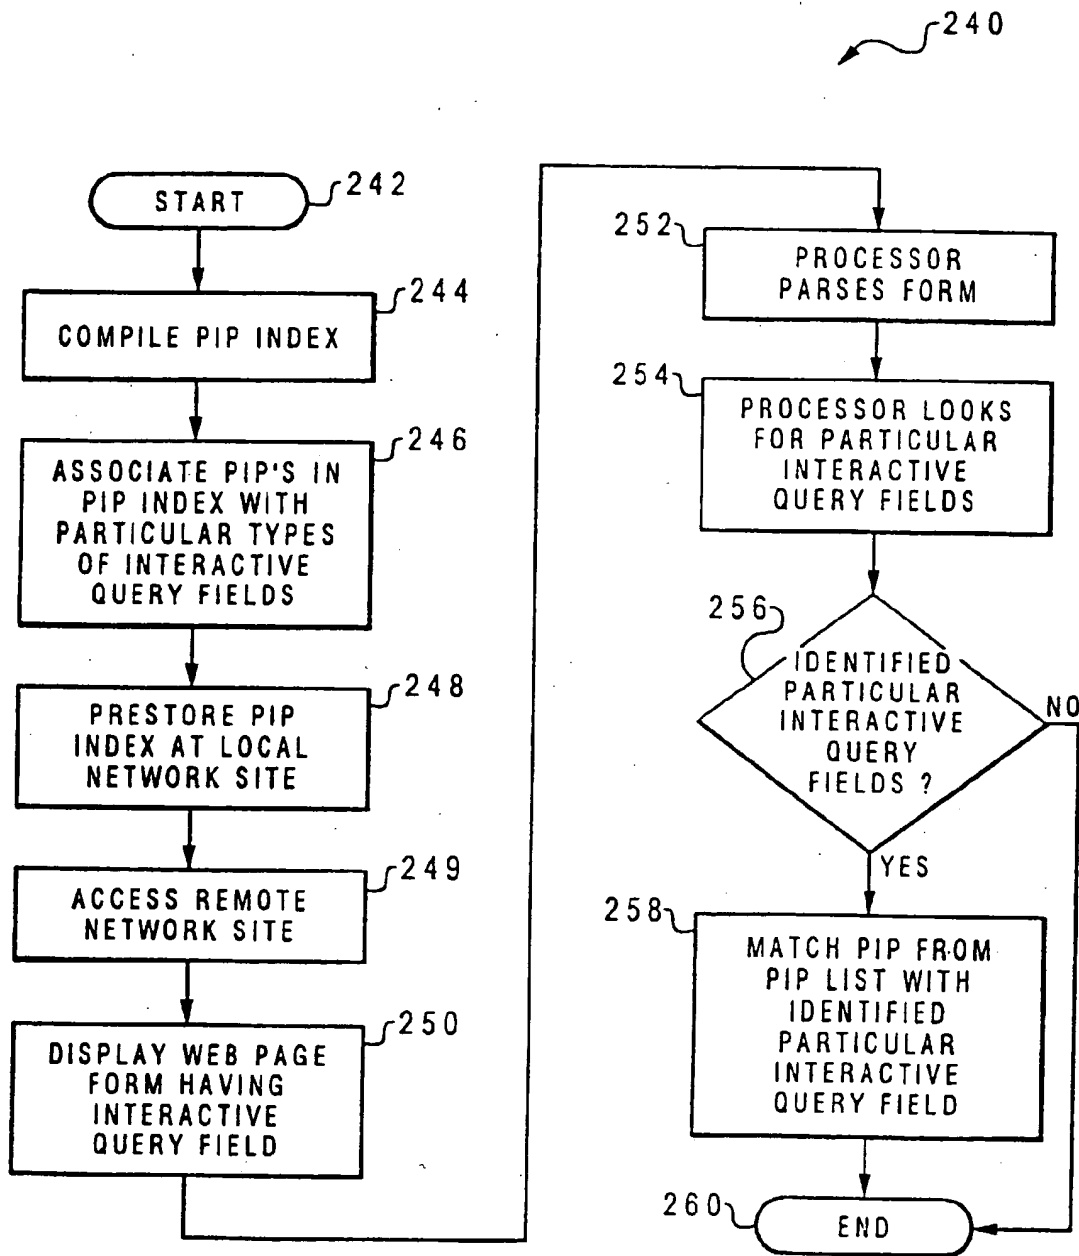 240
START
242
COMPILE PIP INDEX
244
ASSOCIATE PIP'S IN
PIP INDEX WITH
PARTICULAR TYPES
OF INTERACTIVE
QUERY FIELDS
246
PRESTORE PIP
INDEX AT LOCAL
NETWORK SITE
248
ACCESS REMOTE
NETWORK SITE
249
DISPLAY WEB PAGE
FORM HAVING
INTERACTIVE
QUERY FIELD
250
252
PROCESSOR
PARSES FORM
254
PROCESSOR LOOKS
FOR PARTICULAR
INTERACTIVE
QUERY FIELDS
256
IDENTIFIED
PARTICULAR
INTERACTIVE
QUERY
FIELDS ?
NO
YES
258
MATCH PIP FROM
PIP LIST WITH
IDENTIFIED
PARTICULAR
INTERACTIVE
QUERY FIELD
260
END